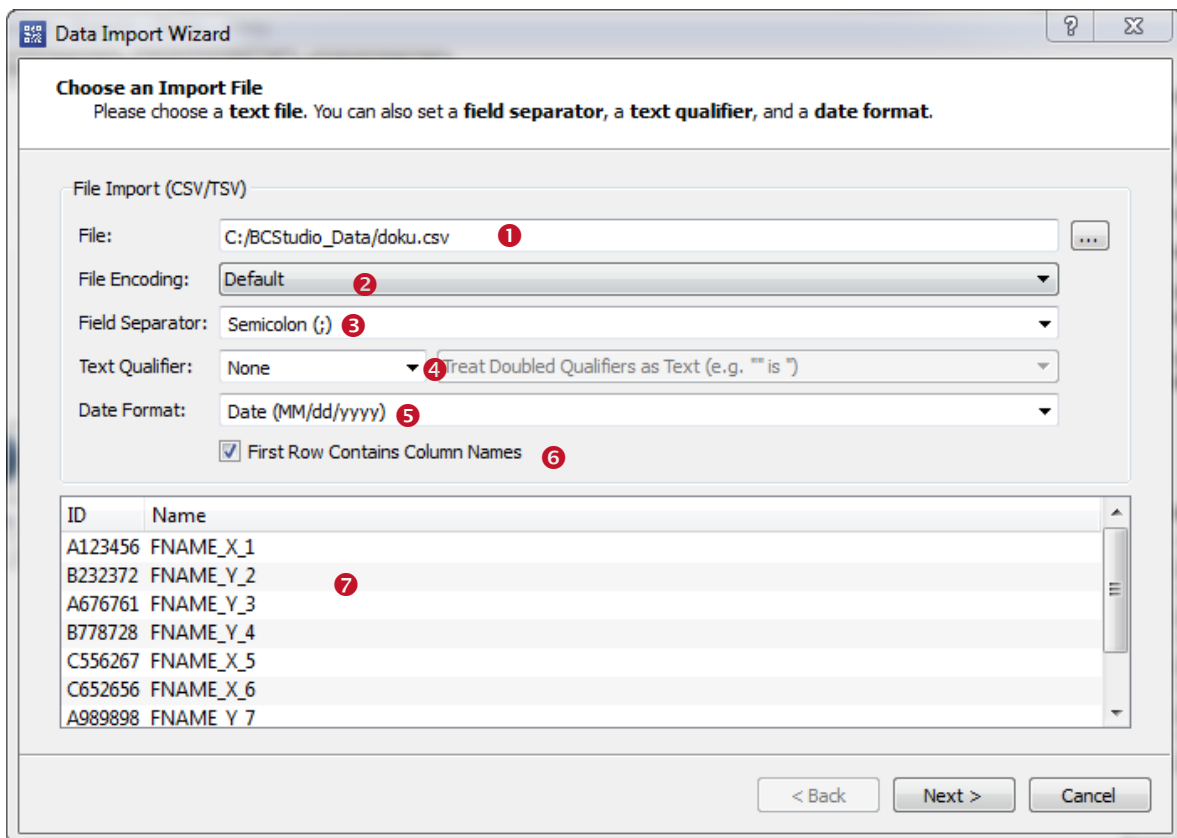 Data Import Wizard
Choose an Import File
Please choose a text file. You can also set a field separator, a text qualifier, and a date format.
File Import (CSV/TSV)
File: C:/BCStudio_Data/doku.csv 1 ...
File Encoding: Default 2
Field Separator: Semicolon (;) 3
Text Qualifier: None 4 Treat Doubled Qualifiers as Text (e.g. "" is ")
Date Format: Date (MM/dd/yyyy) 5
First Row Contains Column Names 6
ID Name
A123456 FNAME_X_1
B232372 FNAME_Y_2 7
A676761 FNAME_Y_3
B778728 FNAME_Y_4
C556267 FNAME_X_5
C652656 FNAME_X_6
A989898 FNAME_Y_7
< Back Next > Cancel